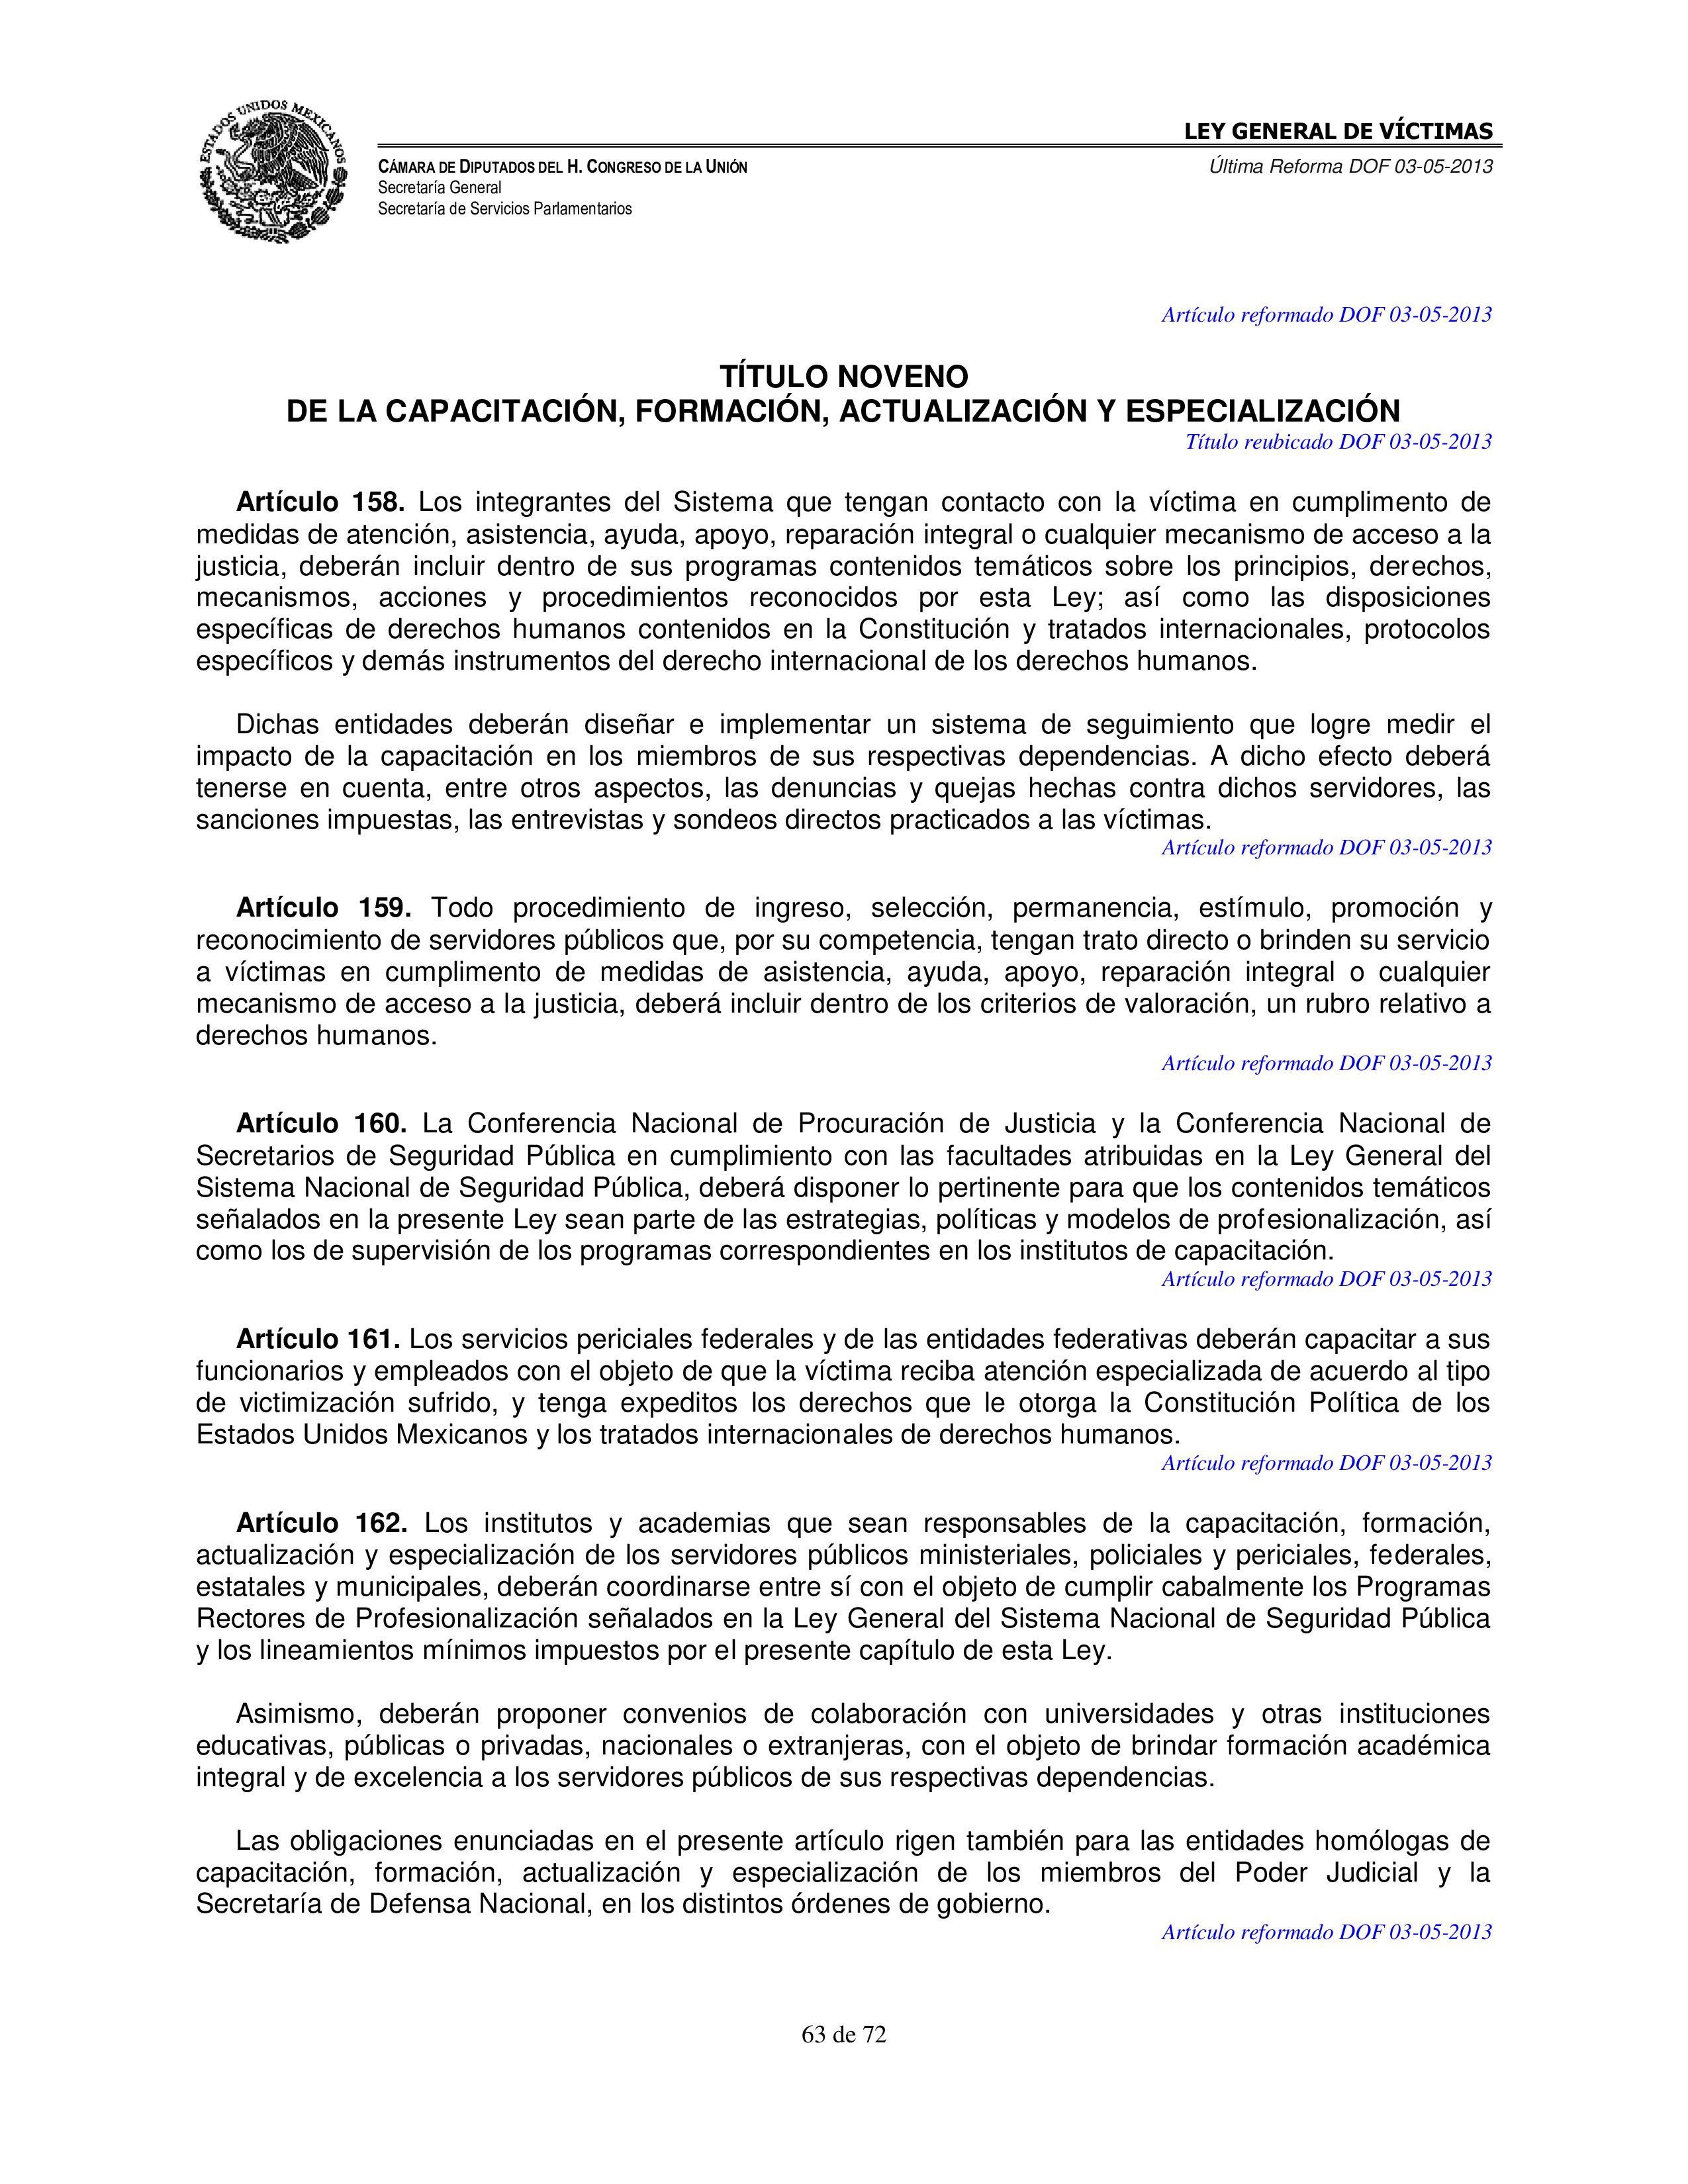 ESTADOS UNIDOS MEXICANOS
LEY GENERAL DE VÍCTIMAS
CÁMARA DE DIPUTADOS DEL H. CONGRESO DE LA UNIÓN
Última Reforma DOF 03-05-2013
Secretaría General
Secretaría de Servicios Parlamentarios
Artículo reformado DOF 03-05-2013
TÍTULO NOVENO
DE LA CAPACITACIÓN, FORMACIÓN, ACTUALIZACIÓN Y ESPECIALIZACIÓN
Título reubicado DOF 03-05-2013
Artículo 158. Los integrantes del Sistema que tengan contacto con la víctima en cumplimento de
medidas de atención, asistencia, ayuda, apoyo, reparación integral o cualquier mecanismo de acceso a la
justicia, deberán incluir dentro de sus programas contenidos temáticos sobre los principios, derechos,
mecanismos, acciones y procedimientos reconocidos por esta Ley; así como las disposiciones
específicas de derechos humanos contenidos en la Constitución y tratados internacionales, protocolos
específicos y demás instrumentos del derecho internacional de los derechos humanos.
Dichas entidades deberán diseñar e implementar un sistema de seguimiento que logre medir el
impacto de la capacitación en los miembros de sus respectivas dependencias. A dicho efecto deberá
tenerse en cuenta, entre otros aspectos, las denuncias y quejas hechas contra dichos servidores, las
sanciones impuestas, las entrevistas y sondeos directos practicados a las víctimas.
Artículo reformado DOF 03-05-2013
Artículo 159. Todo procedimiento de ingreso, selección, permanencia, estímulo, promoción y
reconocimiento de servidores públicos que, por su competencia, tengan trato directo o brinden su servicio
a víctimas en cumplimento de medidas de asistencia, ayuda, apoyo, reparación integral o cualquier
mecanismo de acceso a la justicia, deberá incluir dentro de los criterios de valoración, un rubro relativo a
derechos humanos.
Artículo reformado DOF 03-05-2013
Artículo 160. La Conferencia Nacional de Procuración de Justicia y la Conferencia Nacional de
Secretarios de Seguridad Pública en cumplimiento con las facultades atribuidas en la Ley General del
Sistema Nacional de Seguridad Pública, deberá disponer lo pertinente para que los contenidos temáticos
señalados en la presente Ley sean parte de las estrategias, políticas y modelos de profesionalización, así
como los de supervisión de los programas correspondientes en los institutos de capacitación.
Artículo reformado DOF 03-05-2013
Artículo 161. Los servicios periciales federales y de las entidades federativas deberán capacitar a sus
funcionarios y empleados con el objeto de que la víctima reciba atención especializada de acuerdo al tipo
de victimización sufrido, y tenga expeditos los derechos que le otorga la Constitución Política de los
Estados Unidos Mexicanos y los tratados internacionales de derechos humanos.
Artículo reformado DOF 03-05-2013
Artículo 162. Los institutos y academias que sean responsables de la capacitación, formación,
actualización y especialización de los servidores públicos ministeriales, policiales y periciales, federales,
estatales y municipales, deberán coordinarse entre sí con el objeto de cumplir cabalmente los Programas
Rectores de Profesionalización señalados en la Ley General del Sistema Nacional de Seguridad Pública
y los lineamientos mínimos impuestos por el presente capítulo de esta Ley.
Asimismo, deberán proponer convenios de colaboración con universidades y otras instituciones
educativas, públicas o privadas, nacionales o extranjeras, con el objeto de brindar formación académica
integral y de excelencia a los servidores públicos de sus respectivas dependencias.
Las obligaciones enunciadas en el presente artículo rigen también para las entidades homólogas de
capacitación, formación, actualización y especialización de los miembros del Poder Judicial y la
Secretaría de Defensa Nacional, en los distintos órdenes de gobierno.
Artículo reformado DOF 03-05-2013
63 de 72